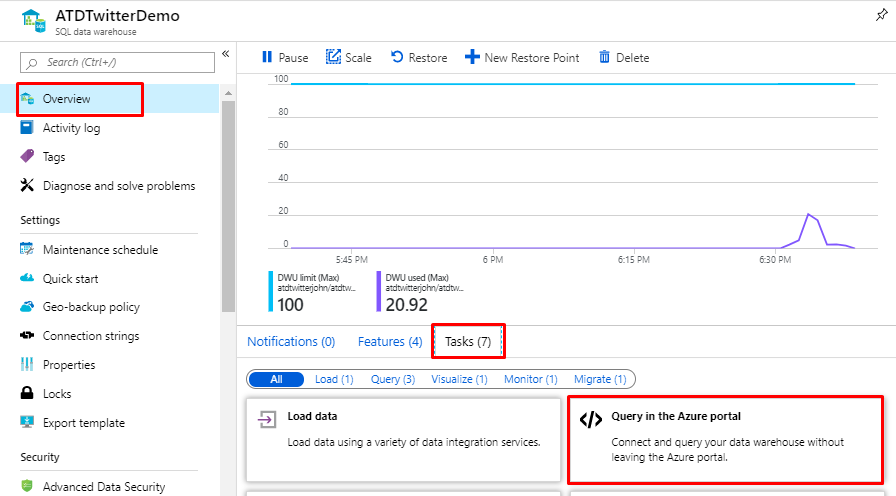 ATDTwitterDemo
SQL data warehouse
Search (Ctrl+/)
«
Overview
Activity log
Tags
Diagnose and solve problems
Settings
Maintenance schedule
Quick start
Geo-backup policy
Connection strings
Properties
Locks
Export template
Security
Advanced Data Security
Pause Scale Restore New Restore Point Delete
100
80
60
40
20
0
5:45 PM 6 PM 6:15 PM 6:30 PM
DWU limit (Max) DWU used (Max)
atdtwitterjohn/atdtw... atdtwitterjohn/atdtw...
100 20.92
Notifications (0) Features (4) Tasks (7)
All Load (1) Query (3) Visualize (1) Monitor (1) Migrate (1)
Load data
Load data using a variety of data integration services.
Query in the Azure portal
Connect and query your data warehouse without
leaving the Azure portal.